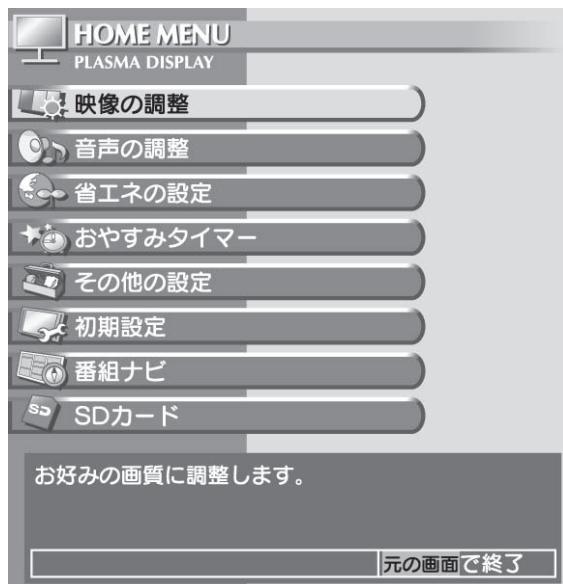 HOME MENU
PLASMA DISPLAY
映像の調整
音声の調整
省エネの設定
おやすみタイマー
その他の設定
初期設定
番組ナビ
SD
SDカード
お好みの画質に調整します。
元の画面で終了